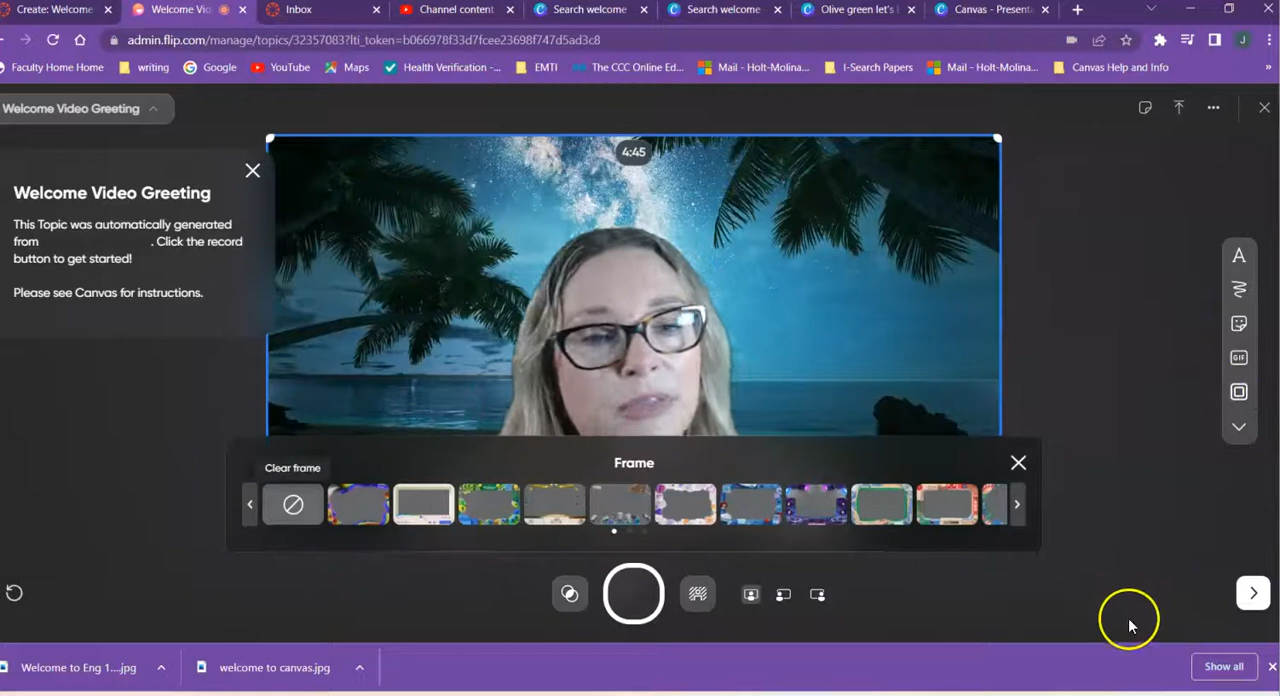 Create: Welcome
Welcome Vid
Inbox
Channel content
Search welcome
Search welcome
Olive green let's l
Canvas - Present
admin.flip.com/manage/topics/32357083?lti_token=b066978f33d7fcee23698f747d5ad3c8
J
Faculty Home Home
writing
Google
YouTube
Maps
Health Verification -...
EMTI
The CCC Online Ed...
Mail - Holt-Molina...
I-Search Papers
Mail - Holt-Molina...
Canvas Help and Info
»
Welcome Video Greeting
4:45
Welcome Video Greeting
This Topic was automatically generated
from . Click the record
button to get started!
Please see Canvas for instructions.
A
GIF
Frame
Clear frame
Welcome to Eng 1....jpg
welcome to canvas.jpg
Show all